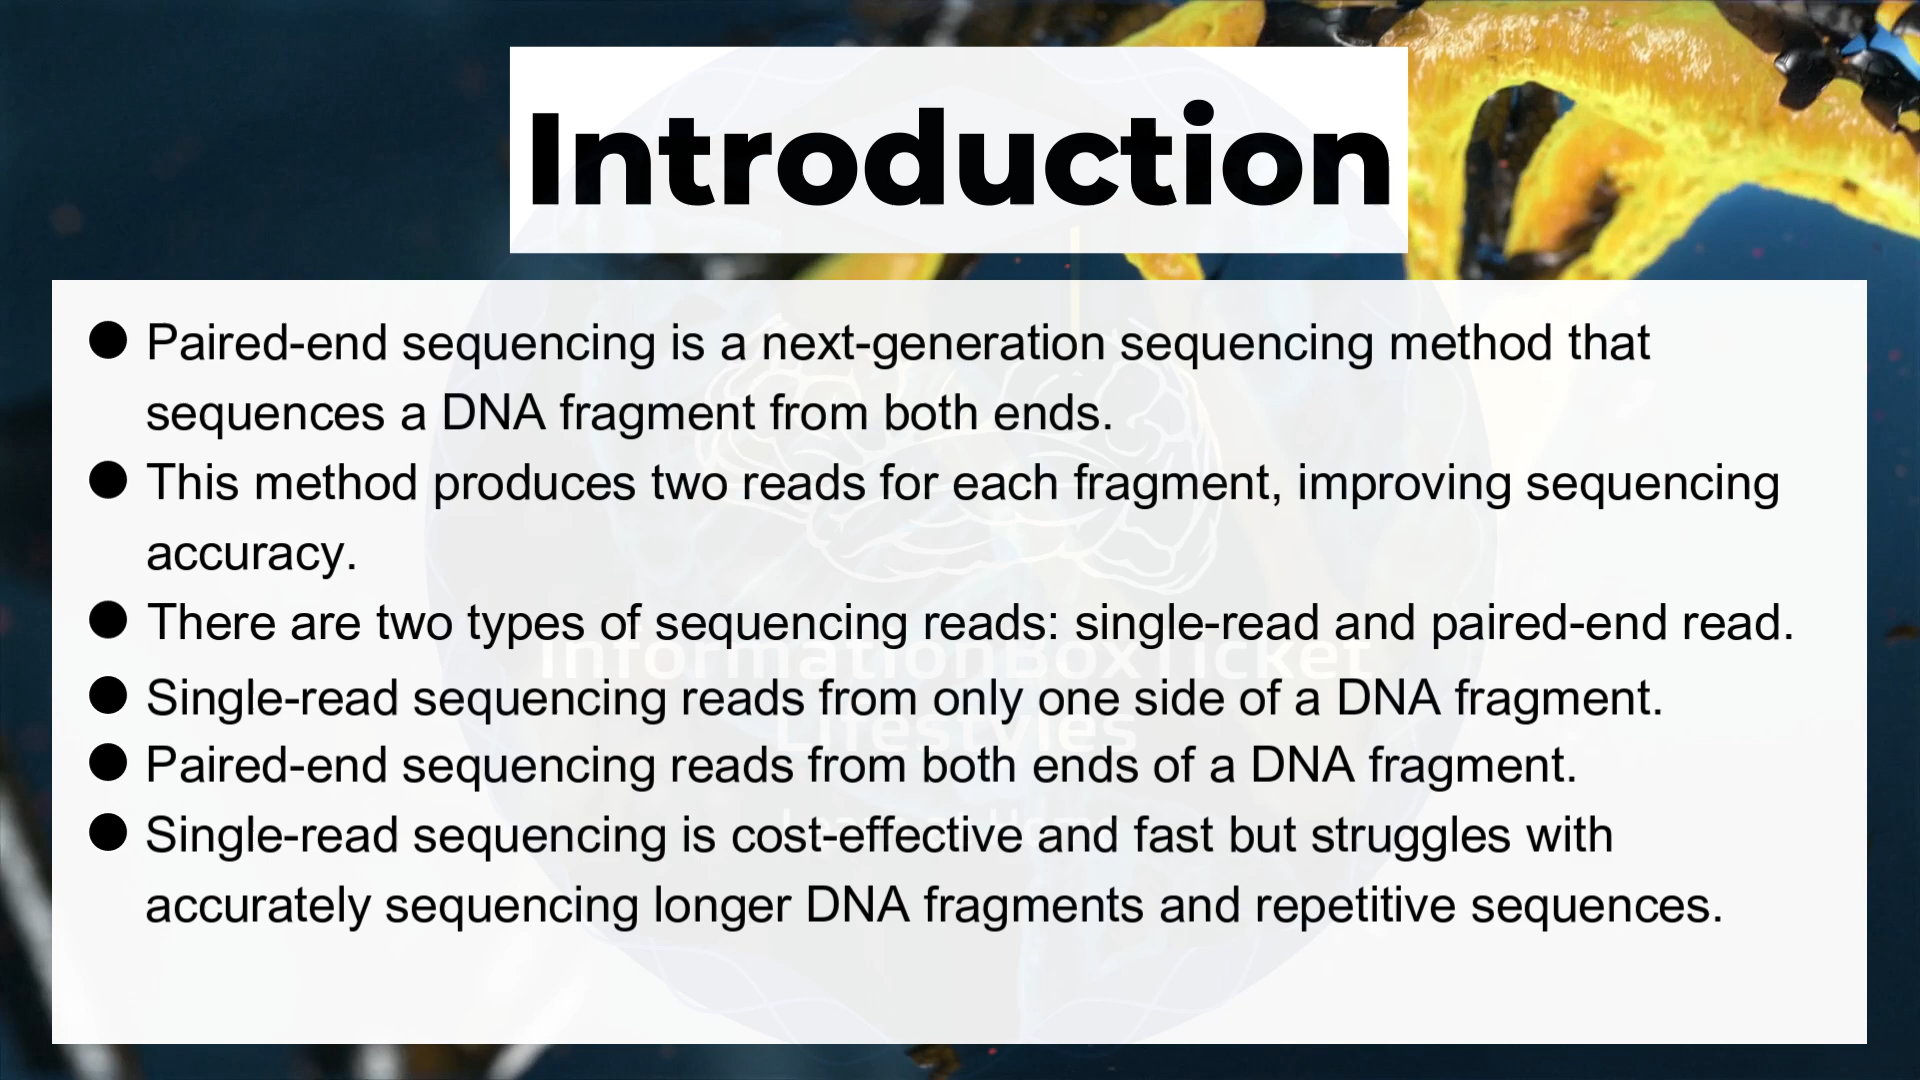 Introduction
● Paired-end sequencing is a next-generation sequencing method that
sequences a DNA fragment from both ends.
● This method produces two reads for each fragment, improving sequencing
accuracy.
● There are two types of sequencing reads: single-read and paired-end read.
InformationBoxTicket
● Single-read sequencing reads from only one side of a DNA fragment.
Lifestyles
● Paired-end sequencing reads from both ends of a DNA fragment.
● Single-read sequencing is cost-effective and fast but struggles with
accurately sequencing longer DNA fragments and repetitive sequences.